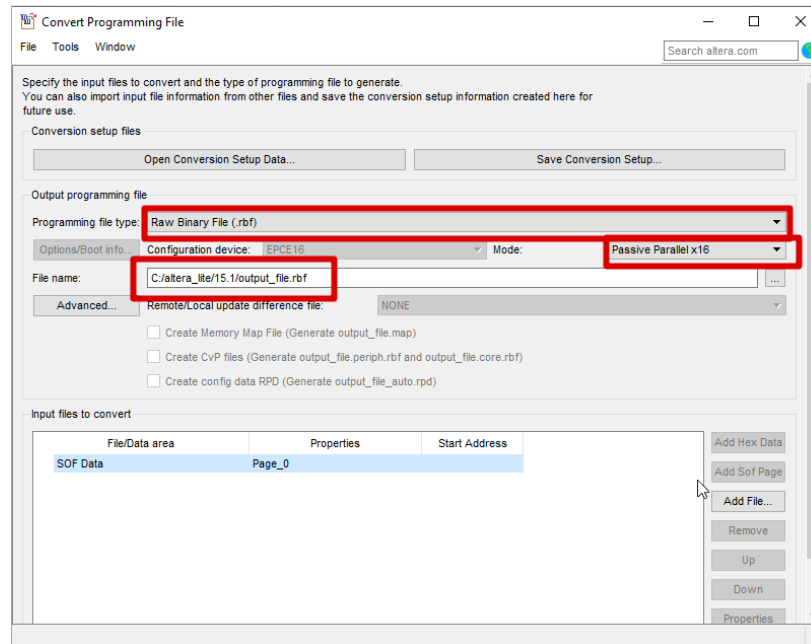 Convert Programming File
File Tools Window
Search altera.com
Specify the input files to convert and the type of programming file to generate.
You can also import input file information from other files and save the conversion setup information created here for
future use.
Conversion setup files
Open Conversion Setup Data...
Save Conversion Setup...
Output programming file
Programming file type: Raw Binary File (.rbf)
Options/Boot info... Configuration device: EPCE16 Mode: Passive Parallel x16
File name: C:/altera_lite/15.1/output_file.rbf ...
Advanced... Remote/Local update difference file: NONE
Create Memory Map File (Generate output_file.map)
Create CvP files (Generate output_file.periph.rbf and output_file.core.rbf)
Create config data RPD (Generate output_file_auto.rpd)
Input files to convert
File/Data area Properties Start Address
SOF Data Page_0
Add Hex Data
Add Sof Page
Add File...
Remove
Up
Down
Properties